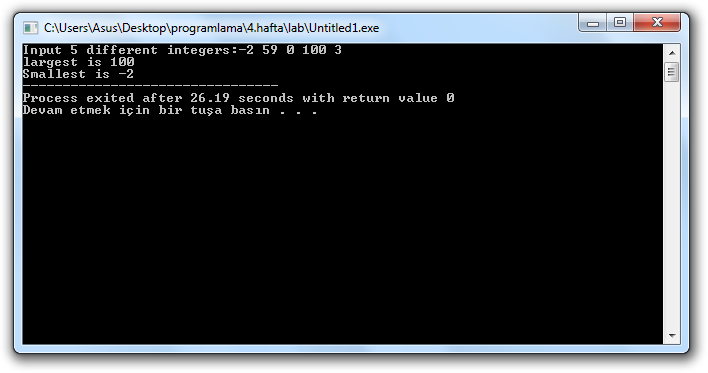 C:\Users\Asus\Desktop\programlama\4.hafta\lab\Untitled1.exe
Input 5 different integers:-2 59 0 100 3
largest is 100
Smallest is -2
--------------------------------
Process exited after 26.19 seconds with return value 0
Devam etmek için bir tuşa basın . . .